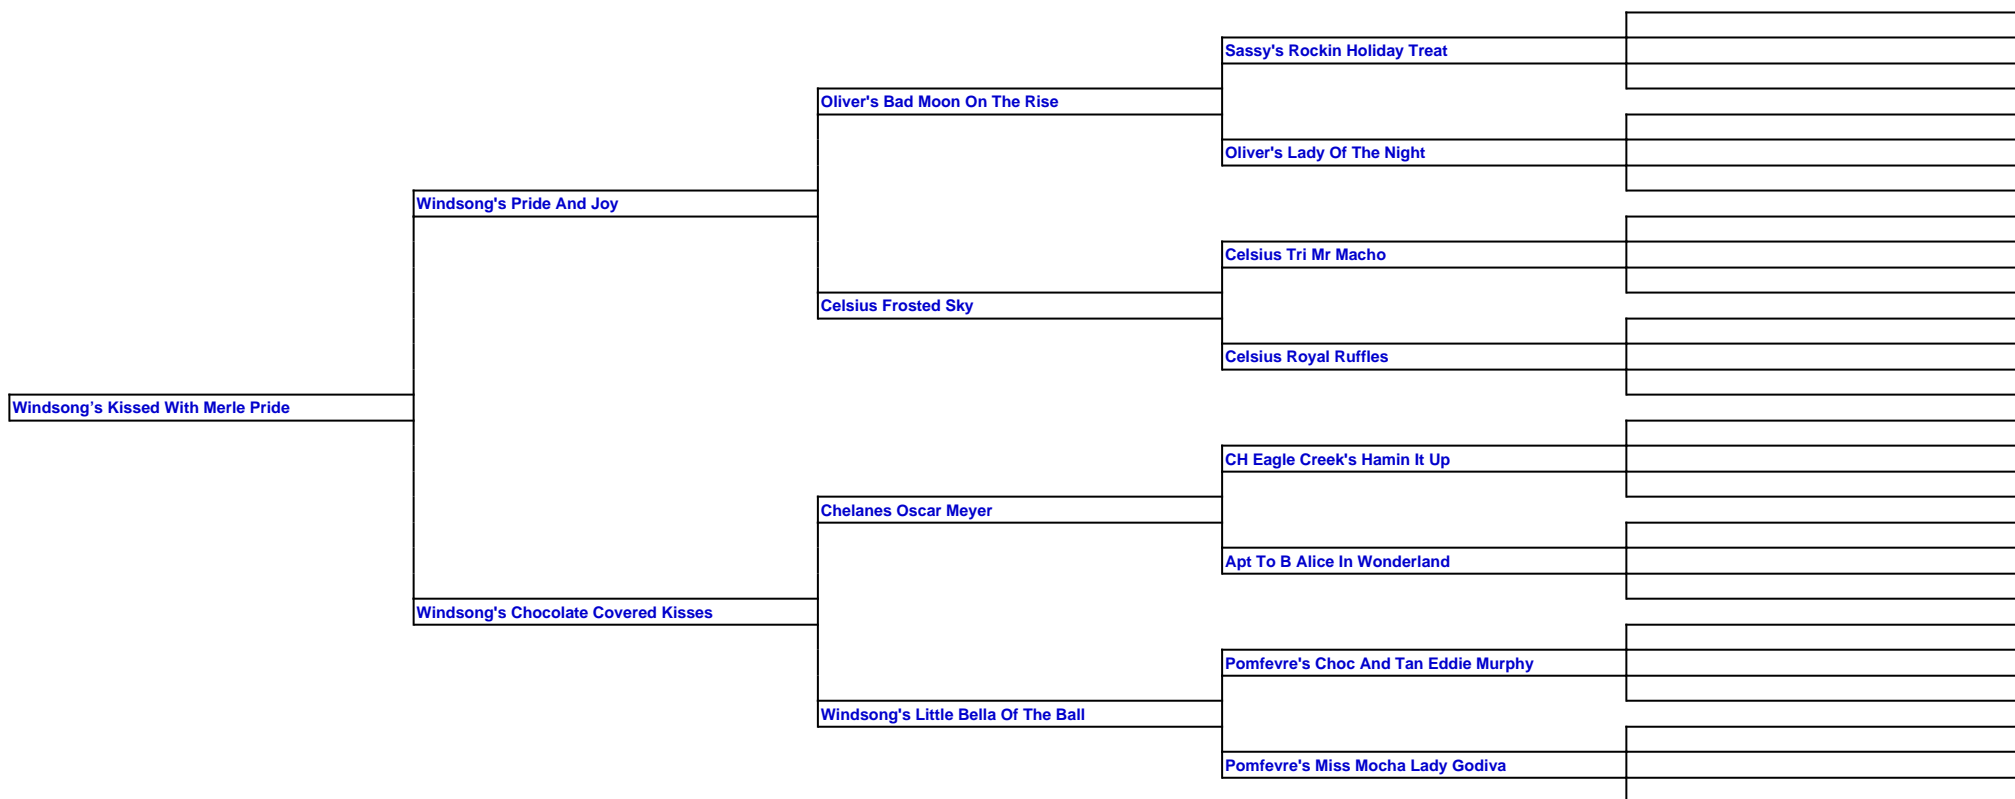 Sassy's Rockin Holiday Treat
Oliver's Bad Moon On The Rise
Oliver's Lady Of The Night
Windsong's Pride And Joy
Celsius Tri Mr Macho
Celsius Frosted Sky
Celsius Royal Ruffles
Windsong’s Kissed With Merle Pride
CH Eagle Creek's Hamin It Up
Chelanes Oscar Meyer
Apt To B Alice In Wonderland
Windsong's Chocolate Covered Kisses
Pomfevre's Choc And Tan Eddie Murphy
Windsong's Little Bella Of The Ball
Pomfevre's Miss Mocha Lady Godiva